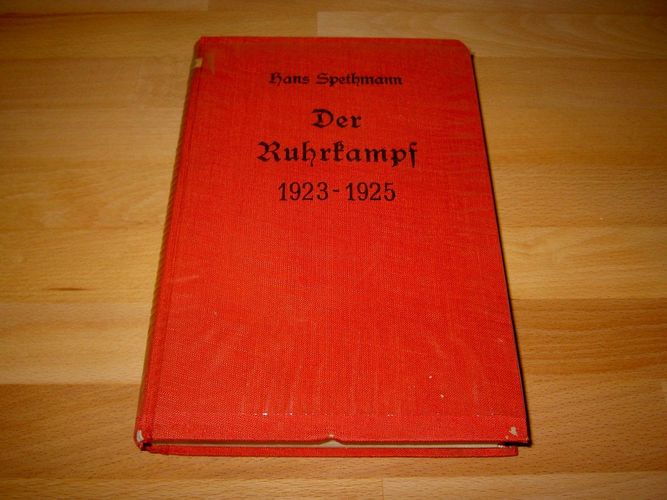 Hans Spethmann
Der
Ruhrkampf
1923-1925